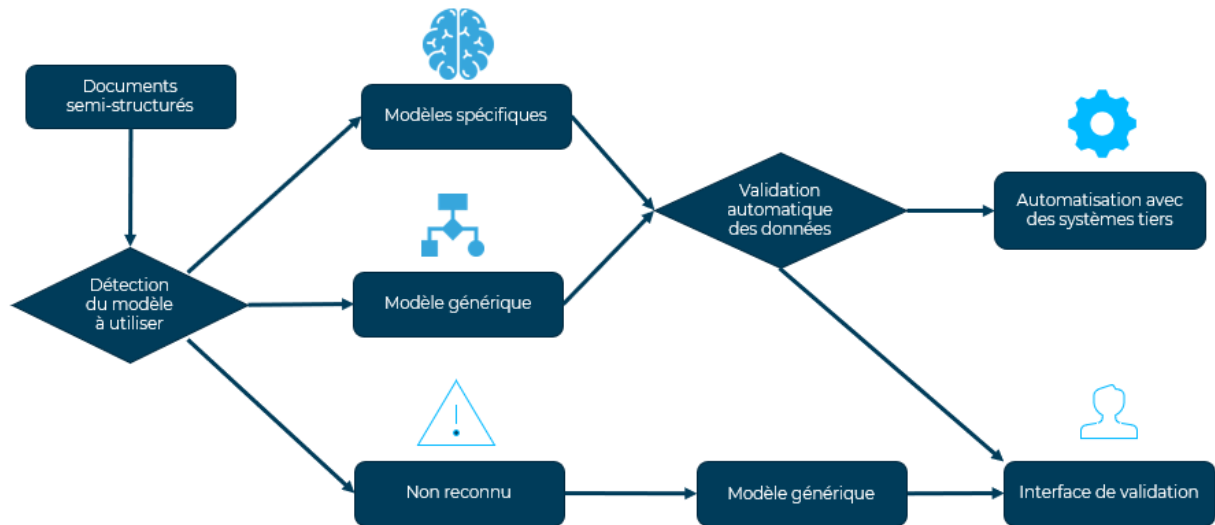 Documents
semi-structurés
Modèles spécifiques
Validation
automatique
des données
Automatisation avec
des systèmes tiers
Détection
du modèle
à utiliser
Modèle générique
Non reconnu
Modèle générique
Interface de validation